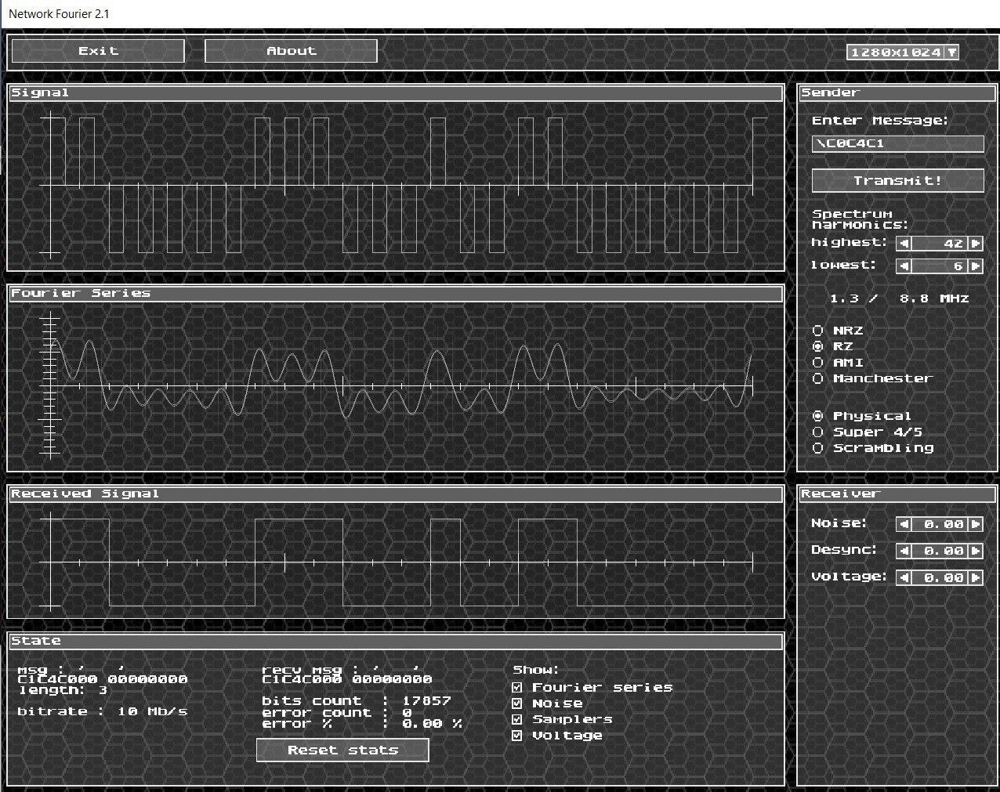 Network Fourier 2.1
Exit
About
1280x1024
Signal
Sender
Enter Message:
\C0C4C1
Transmit!
Spectrum
harmonics:
highest: 42
lowest: 6
1.3 / 8.8 MHz
NRZ
RZ
AMI
Manchester
Physical
Super 4/5
Scrambling
Fourier Series
Received Signal
Receiver
Noise: 0.00
Desync: 0.00
Voltage: 0.00
State
msg : , ,
C1C4C000 00000000
length: 3
bitrate : 10 Mb/s
recv msg : , ,
C1C4C000 00000000
bits count : 17857
error count : 0
error % : 0.00 %
Reset stats
Show:
Fourier series
Noise
Samplers
Voltage